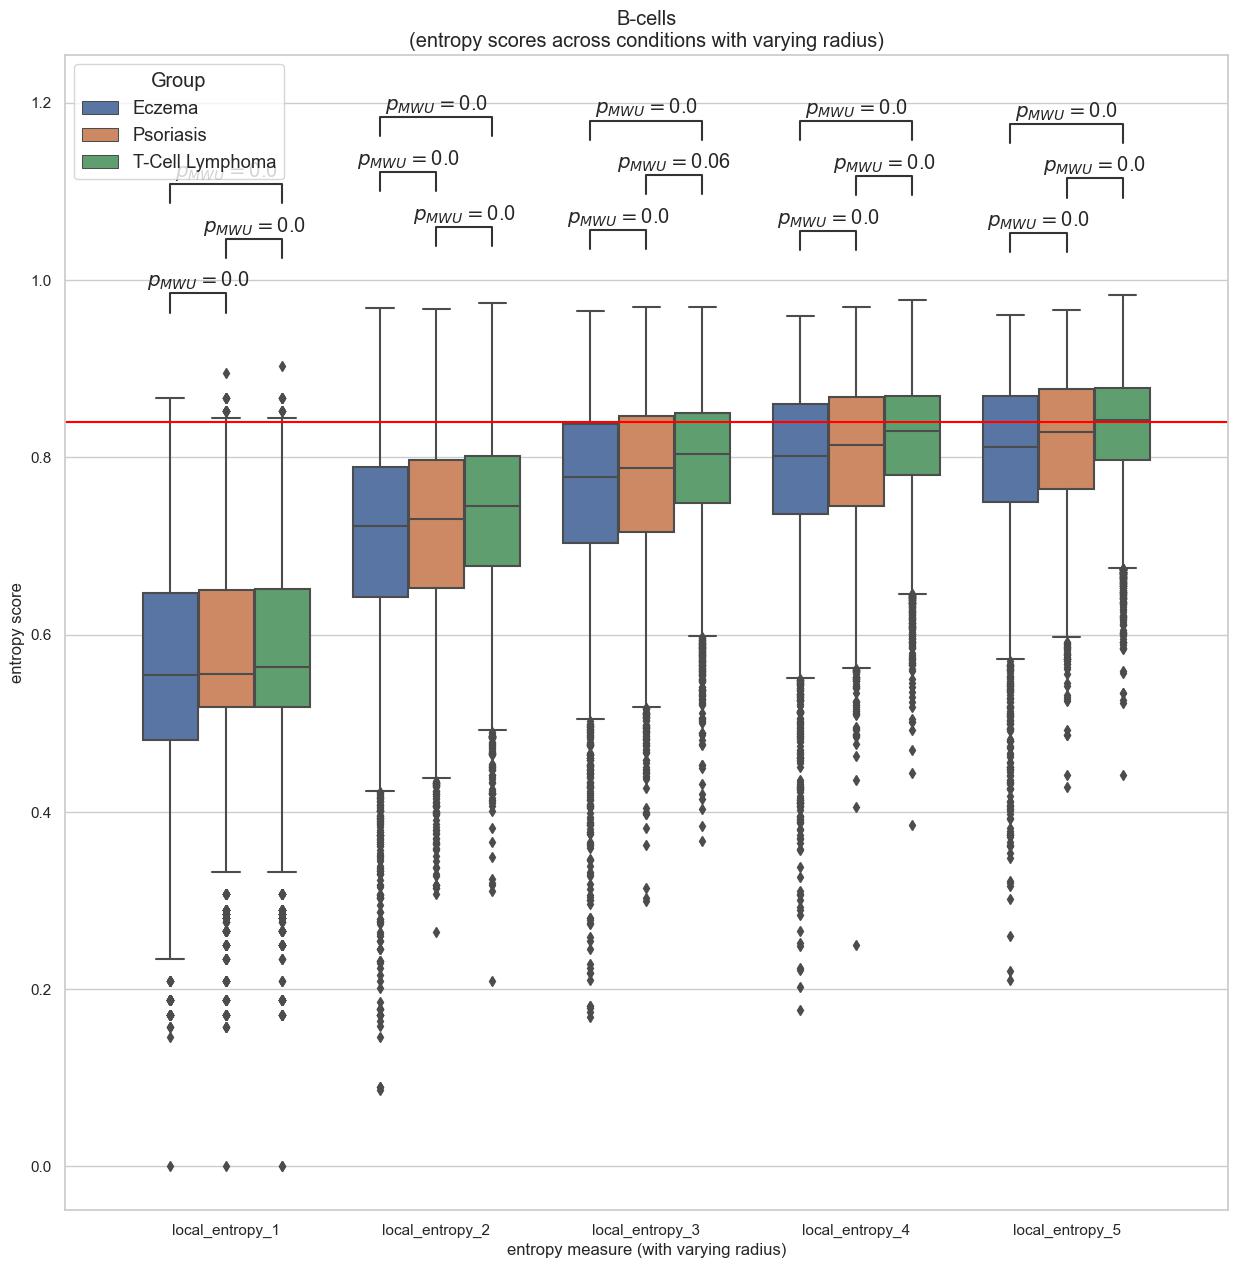 B-cells
(entropy scores across conditions with varying radius)
Group
Eczema
Psoriasis
T-Cell Lymphoma
p_MWU = 0.0
p_MWU = 0.0
p_MWU = 0.0
p_MWU = 0.0
p_MWU = 0.0
p_MWU = 0.0
p_MWU = 0.06
p_MWU = 0.0
p_MWU = 0.0
p_MWU = 0.0
p_MWU = 0.0
p_MWU = 0.0
p_MWU = 0.0
p_MWU = 0.0
p_MWU = 0.0
1.2
1.0
0.8
0.6
0.4
0.2
0.0
entropy score
local_entropy_1
local_entropy_2
local_entropy_3
local_entropy_4
local_entropy_5
entropy measure (with varying radius)